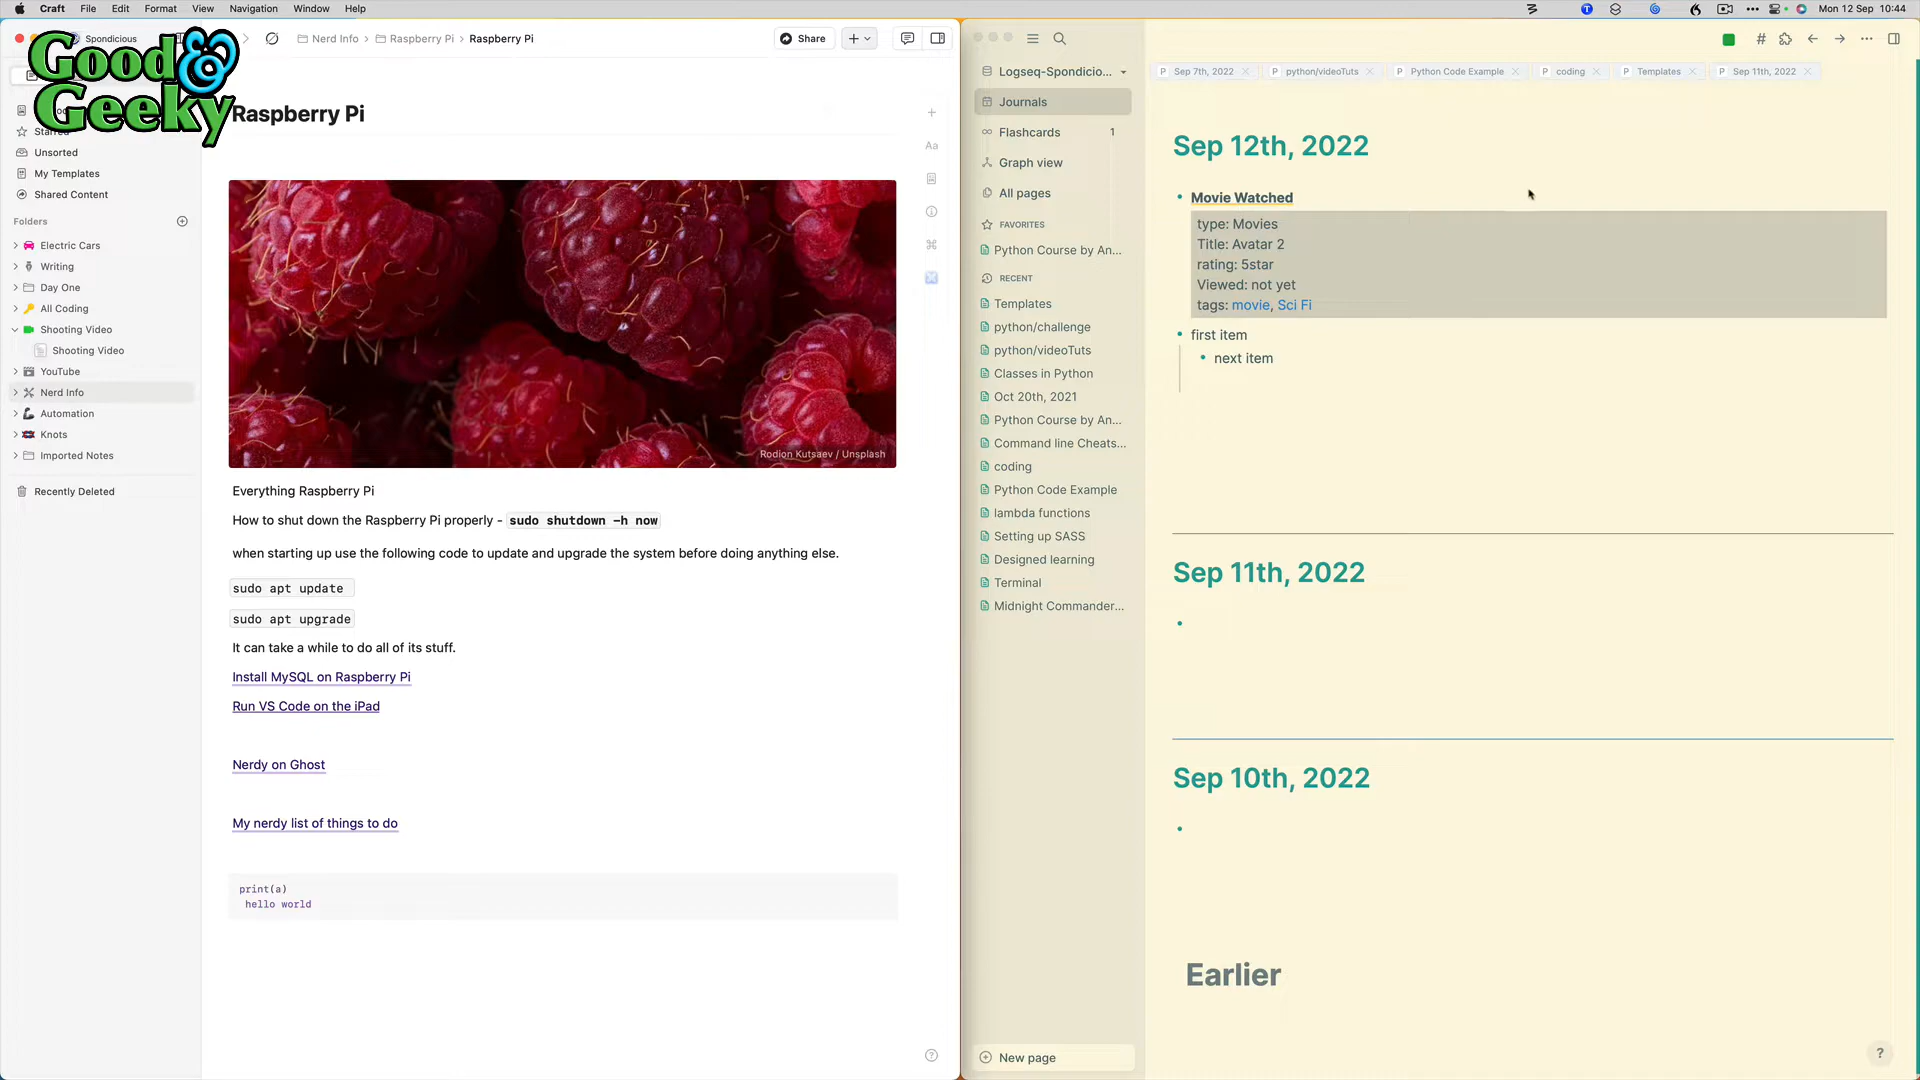 Craft File Edit Format View Navigation Window Help
Mon 12 Sep 10:44
Good &
Geeky
Spondicious
Nerd Info > Raspberry Pi > Raspberry Pi
Share
Starred
Unsorted
My Templates
Shared Content
Folders
Electric Cars
Writing
Day One
All Coding
Shooting Video
Shooting Video
YouTube
Nerd Info
Automation
Knots
Imported Notes
Recently Deleted
Raspberry Pi
Aa
Rodion Kutsaev / Unsplash
Everything Raspberry Pi
How to shut down the Raspberry Pi properly - sudo shutdown -h now
when starting up use the following code to update and upgrade the system before doing anything else.
sudo apt update
sudo apt upgrade
It can take a while to do all of its stuff.
Install MySQL on Raspberry Pi
Run VS Code on the iPad
Nerdy on Ghost
My nerdy list of things to do
print(a)
hello world
?
Logseq-Spondicio...
Journals
Flashcards 1
Graph view
All pages
FAVORITES
Python Course by An...
RECENT
Templates
python/challenge
python/videoTuts
Classes in Python
Oct 20th, 2021
Python Course by An...
Command line Cheats...
coding
Python Code Example
lambda functions
Setting up SASS
Designed learning
Terminal
Midnight Commander...
New page
P Sep 7th, 2022 P python/videoTuts P Python Code Example P coding P Templates P Sep 11th, 2022
Sep 12th, 2022
Movie Watched
type: Movies
Title: Avatar 2
rating: 5star
Viewed: not yet
tags: movie, Sci Fi
first item
next item
Sep 11th, 2022
Sep 10th, 2022
Earlier
?